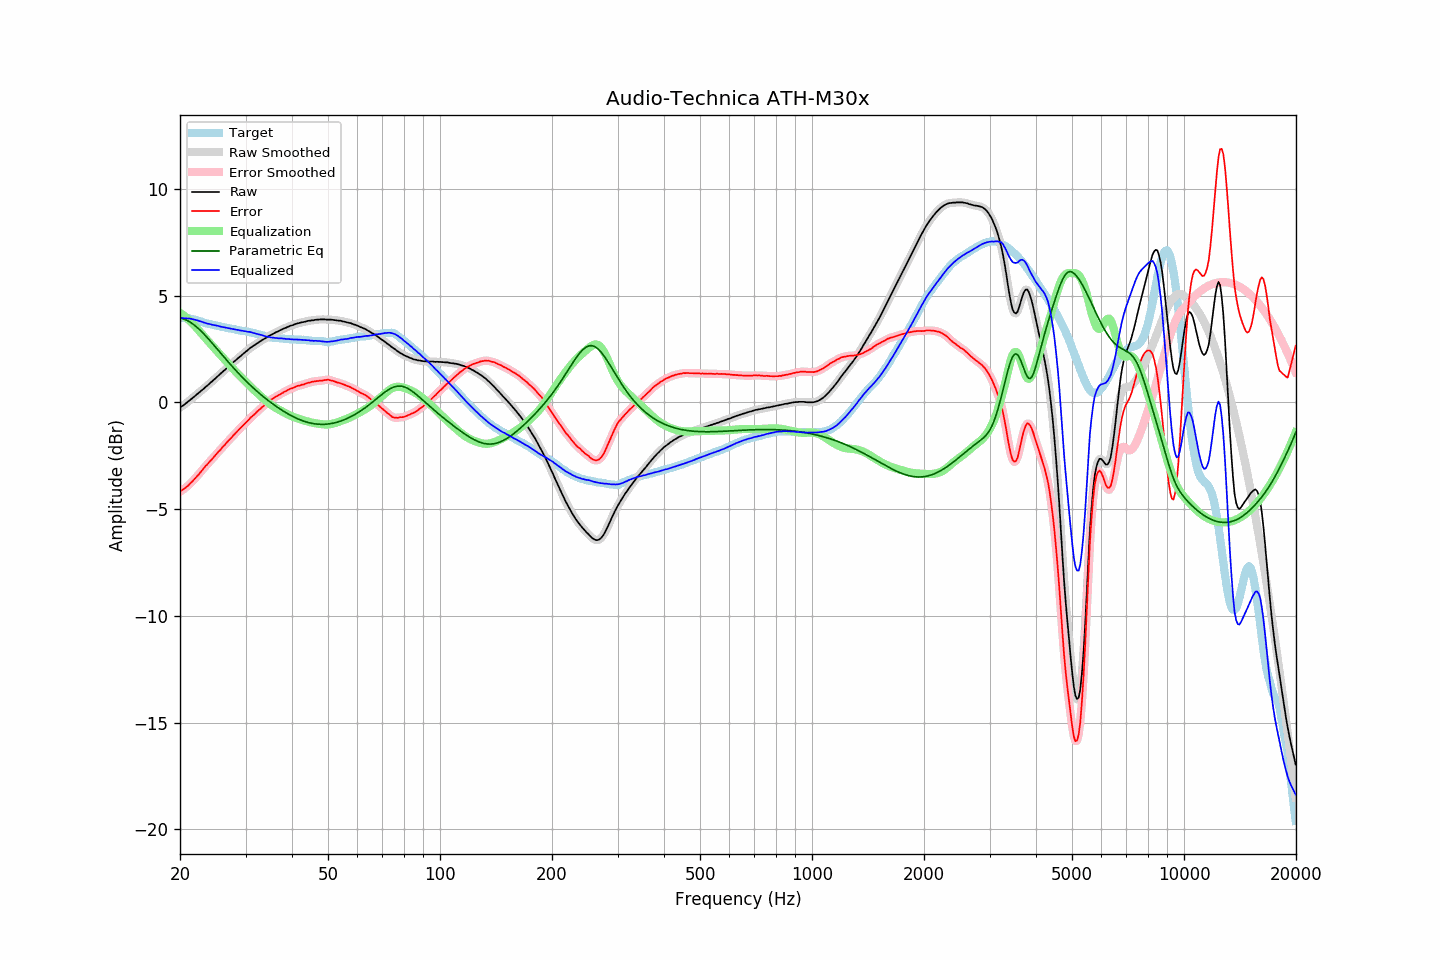 Audio-Technica ATH-M30x
Target
Raw Smoothed
Error Smoothed
Raw
Error
Equalization
Parametric Eq
Equalized
Amplitude (dBr)
10
5
0
−5
−10
−15
−20
20
50
100
200
500
1000
2000
5000
10000
20000
Frequency (Hz)